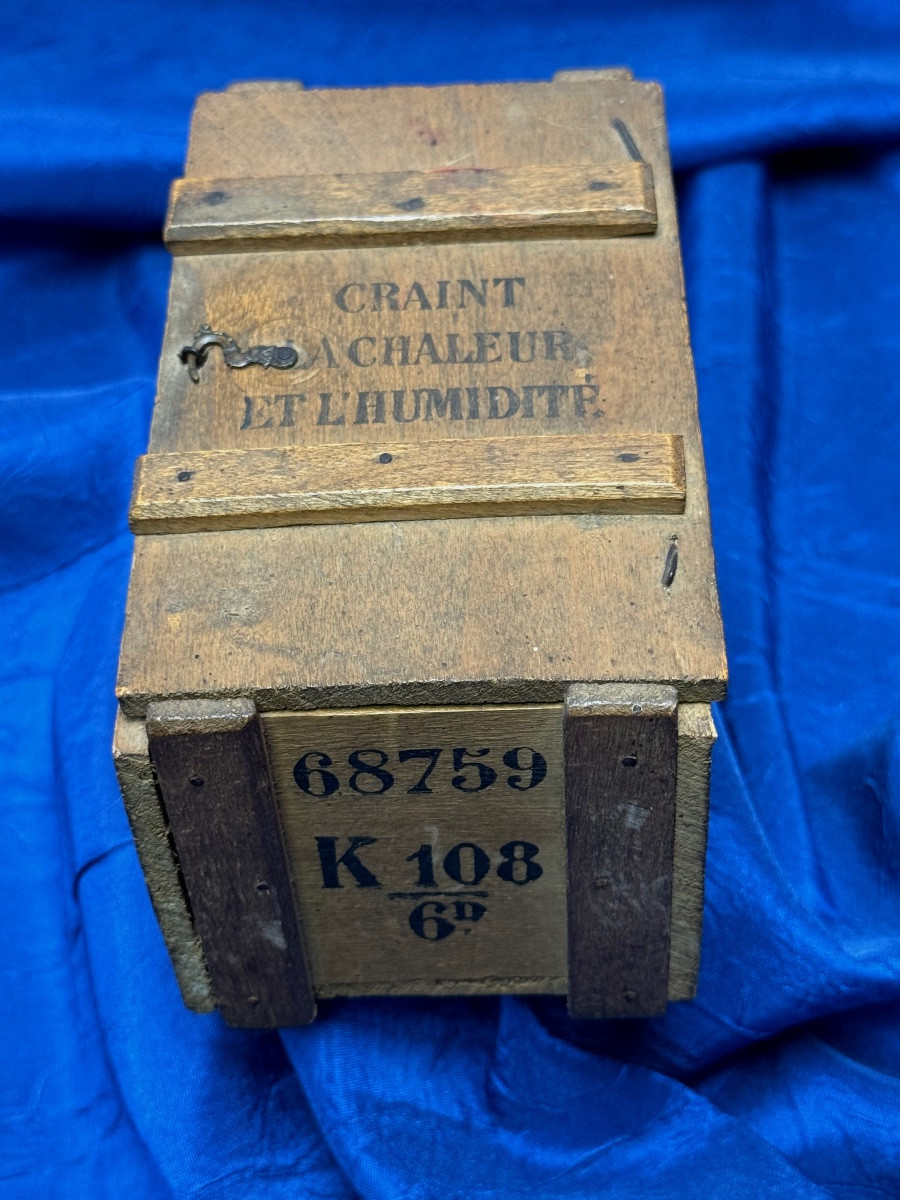 CRAINT
LA CHALEUR
ET L'HUMIDITÉ.
68759
K 108
6D.